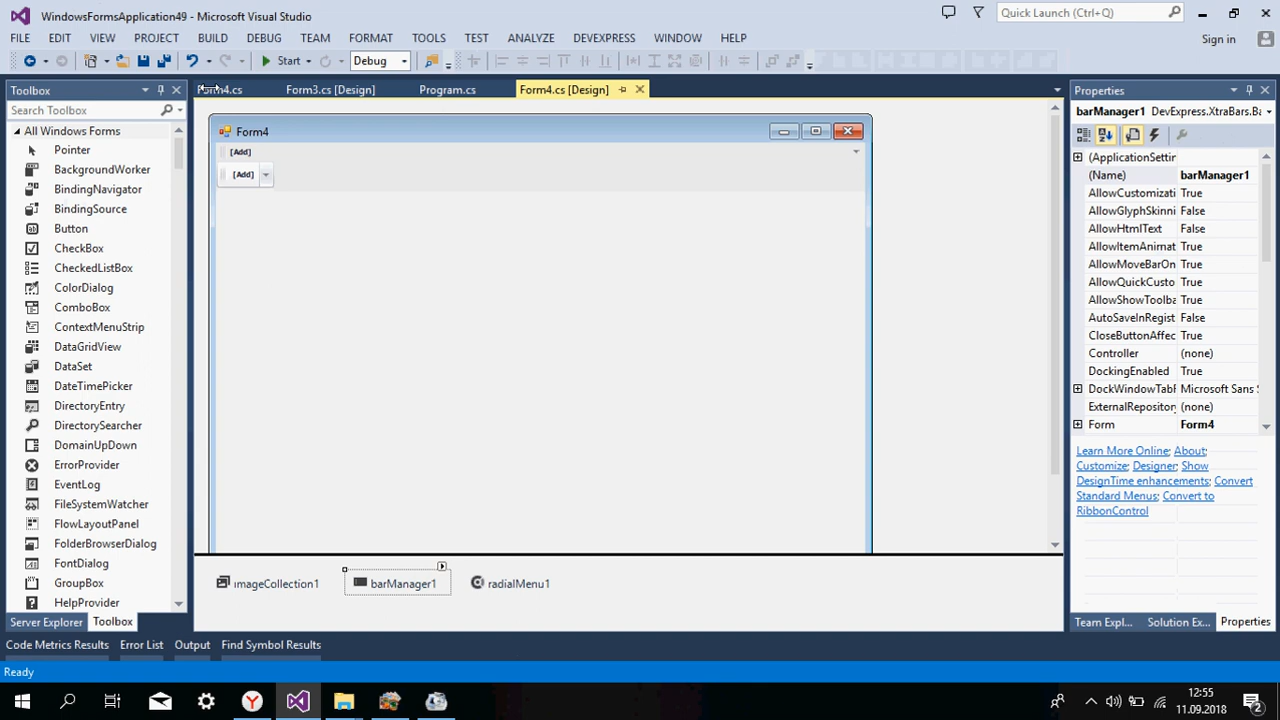 WindowsFormsApplication49 - Microsoft Visual Studio
Quick Launch (Ctrl+Q)
FILE EDIT VIEW PROJECT BUILD DEBUG TEAM FORMAT TOOLS TEST ANALYZE DEVEXPRESS WINDOW HELP
Sign in
Start
Debug
Toolbox
Search Toolbox
All Windows Forms
Pointer
BackgroundWorker
BindingNavigator
BindingSource
Button
CheckBox
CheckedListBox
ColorDialog
ComboBox
ContextMenuStrip
DataGridView
DataSet
DateTimePicker
DirectoryEntry
DirectorySearcher
DomainUpDown
ErrorProvider
EventLog
FileSystemWatcher
FlowLayoutPanel
FolderBrowserDialog
FontDialog
GroupBox
HelpProvider
Server Explorer Toolbox
Form3.cs [Design] Program.cs Form4.cs [Design]
Form4
[Add]
[Add]
imageCollection1 barManager1 radialMenu1
Properties
barManager1 DevExpress.XtraBars.Ba
(ApplicationSettin
(Name) barManager1
AllowCustomizati True
AllowGlyphSkinni False
AllowHtmlText False
AllowItemAnimat True
AllowMoveBarOn True
AllowQuickCusto True
AllowShowToolba True
AutoSaveInRegist False
CloseButtonAffec True
Controller (none)
DockingEnabled True
DockWindowTabF Microsoft Sans S
ExternalRepository (none)
Form Form4
Learn More Online; About;
Customize; Designer; Show
DesignTime enhancements; Convert
Standard Menus; Convert to
RibbonControl
Team Expl... Solution Ex... Properties
Code Metrics Results Error List Output Find Symbol Results
Ready
12:55
11.09.2018
2